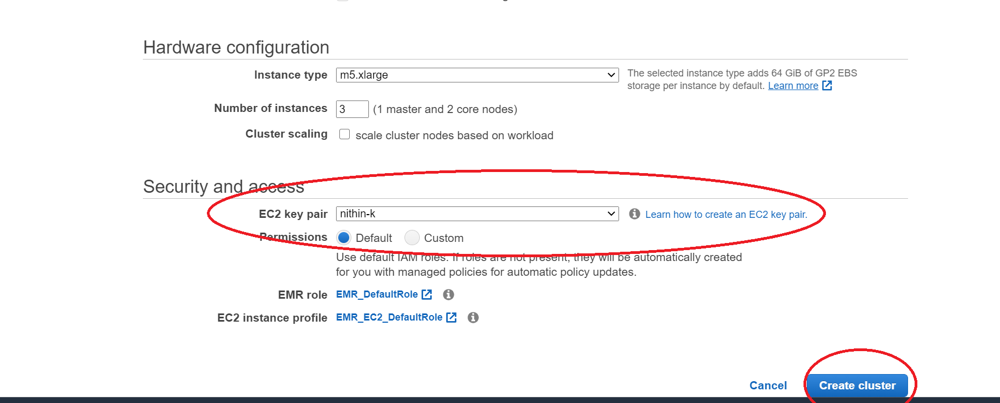 Hardware configuration
Instance type m5.xlarge The selected instance type adds 64 GiB of GP2 EBS
storage per instance by default. Learn more
Number of instances 3 (1 master and 2 core nodes)
Cluster scaling scale cluster nodes based on workload
Security and access
EC2 key pair nithin-k Learn how to create an EC2 key pair.
Permissions Default Custom
Use default IAM roles. If roles are not present, they will be automatically created
for you with managed policies for automatic policy updates.
EMR role EMR_DefaultRole
EC2 instance profile EMR_EC2_DefaultRole
Cancel Create cluster